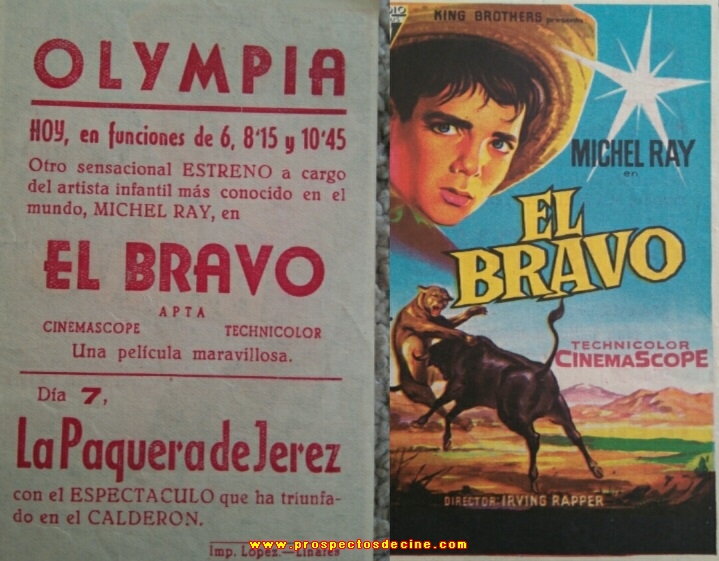 OLYMPIA
HOY, en funciones de 6, 8'15 y 10'45
Otro sensacional ESTRENO a cargo
del artista infantil más conocido en el
mundo, MICHEL RAY, en
EL BRAVO
APTA
CINEMASCOPE TECHNICOLOR
Una película maravillosa.
Día 7,
La Paquera de Jerez
con el ESPECTACULO que ha triunfa-
do en el CALDERON.
Imp. López.—Linares
KING BROTHERS presenta
MICHEL RAY
en
EL
BRAVO
TECHNICOLOR
CINEMASCOPE
DIRECTOR: IRVING RAPPER
www.prospectosdecine.com